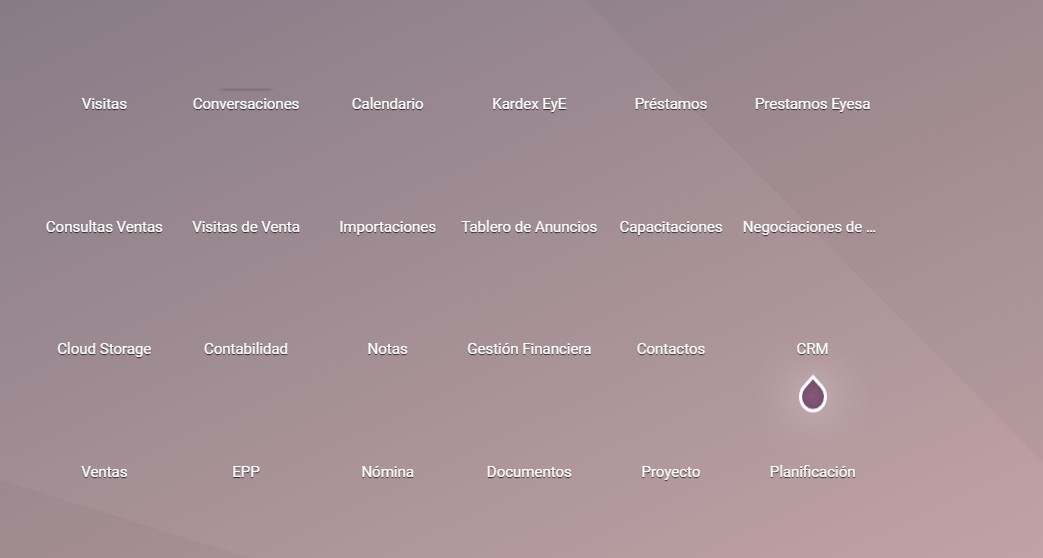 Visitas
Conversaciones
Calendario
Kardex EyE
Préstamos
Prestamos Eyesa
Consultas Ventas
Visitas de Venta
Importaciones
Tablero de Anuncios
Capacitaciones
Negociaciones de ...
Cloud Storage
Contabilidad
Notas
Gestión Financiera
Contactos
CRM
Ventas
EPP
Nómina
Documentos
Proyecto
Planificación